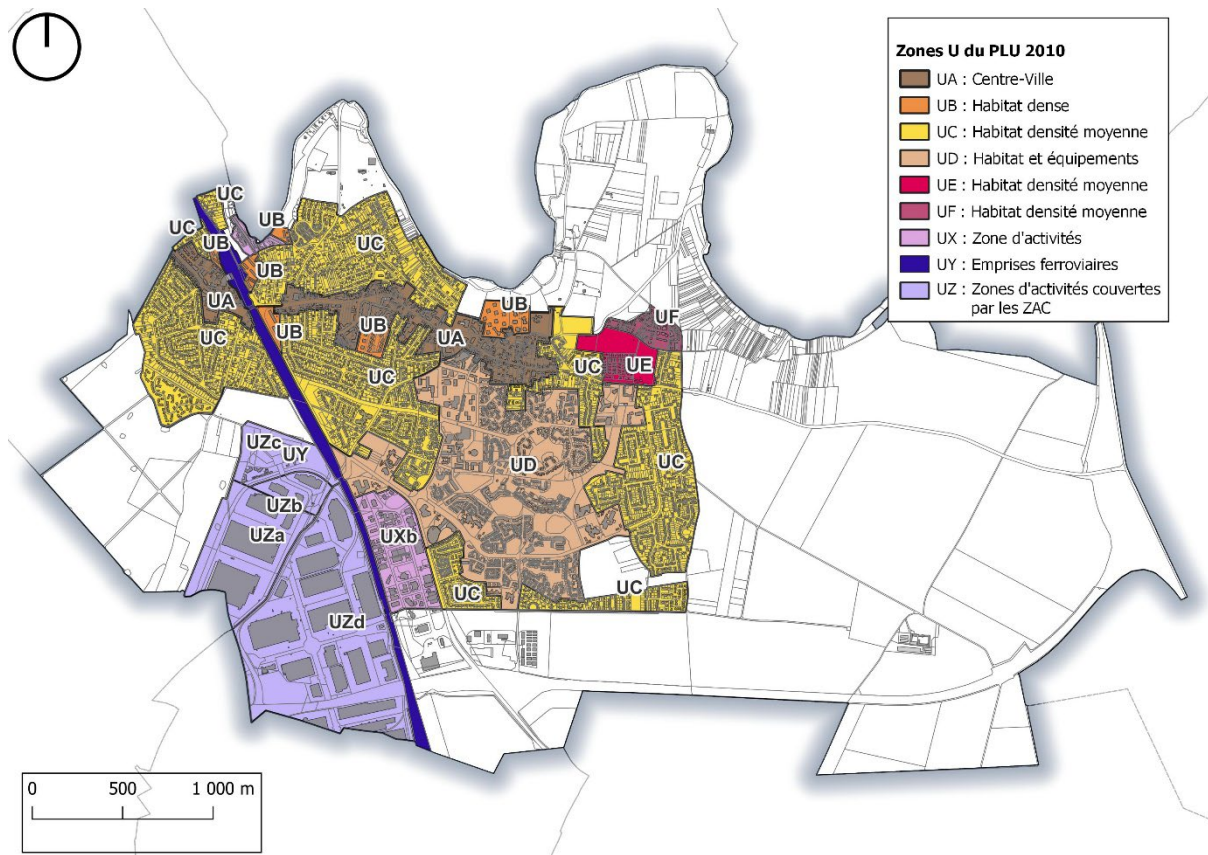 Zones U du PLU 2010
UA : Centre-Ville
UB : Habitat dense
UC : Habitat densité moyenne
UD : Habitat et équipements
UE : Habitat densité moyenne
UF : Habitat densité moyenne
UX : Zone d'activités
UY : Emprises ferroviaires
UZ : Zones d'activités couvertes
par les ZAC
UC
UC
UB
UB
UC
UB
UA
UB
UB
UB
UA
UF
UC
UC
UC
UE
UZc
UY
UD
UC
UZb
UZa
UXb
UC
UC
UZd
0 500 1 000 m